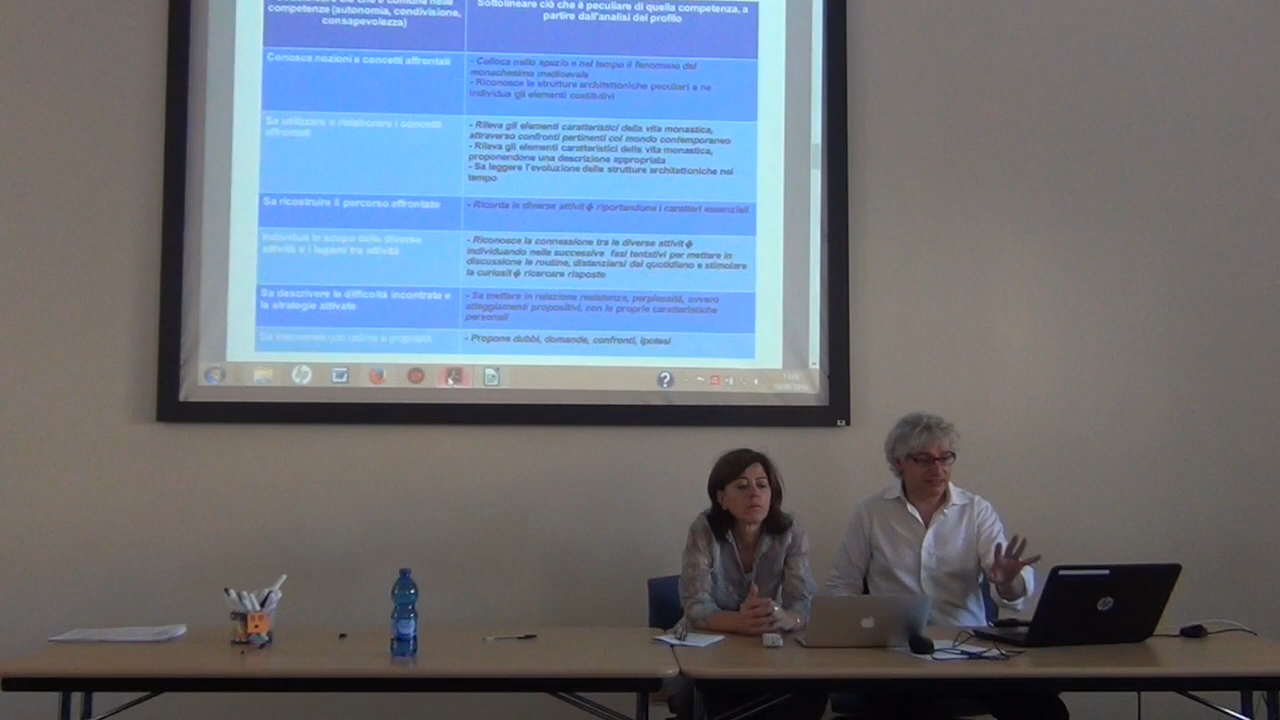 competenze (autonomia, condivisione,
consapevolezza)
Sottolineare ciò che è peculiare di quella competenza, a
partire dall'analisi del profilo
Conosce nozioni e concetti affrontati
- Colloca nello spazio e nel tempo il fenomeno del
monachesimo medioevale
- Riconosce le strutture architettoniche peculiari e ne
individua gli elementi costitutivi
Sa utilizzare e rielaborare i concetti
affrontati
- Rileva gli elementi caratteristici della vita monastica,
attraverso confronti pertinenti col mondo contemporaneo
- Rileva gli elementi caratteristici della vita monastica,
proponendone una descrizione appropriata
- Sa leggere l'evoluzione delle strutture architettoniche nel
tempo
Sa ricostruire il percorso affrontato
- Ricorda le diverse attivit� riportandone i caratteri essenziali
Individua lo scopo delle diverse
attività e i legami tra attività
- Riconosce la connessione tra le diverse attivit�
individuando nelle successive fasi tentativi per mettere in
discussione le routine, distanziarsi dal quotidiano e stimolare
la curiosit� ricercare risposte
Sa descrivere le difficoltà incontrate e
le strategie attivate
- Sa mettere in relazione resistenze, perplessità, ovvero
atteggiamenti propositivi, con le proprie caratteristiche
personali
Sa intervenire con ordine e proprietà
- Propone dubbi, domande, confronti, ipotesi
hp